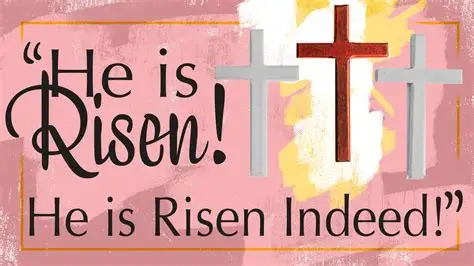 “He is
Risen!
He is Risen Indeed!”